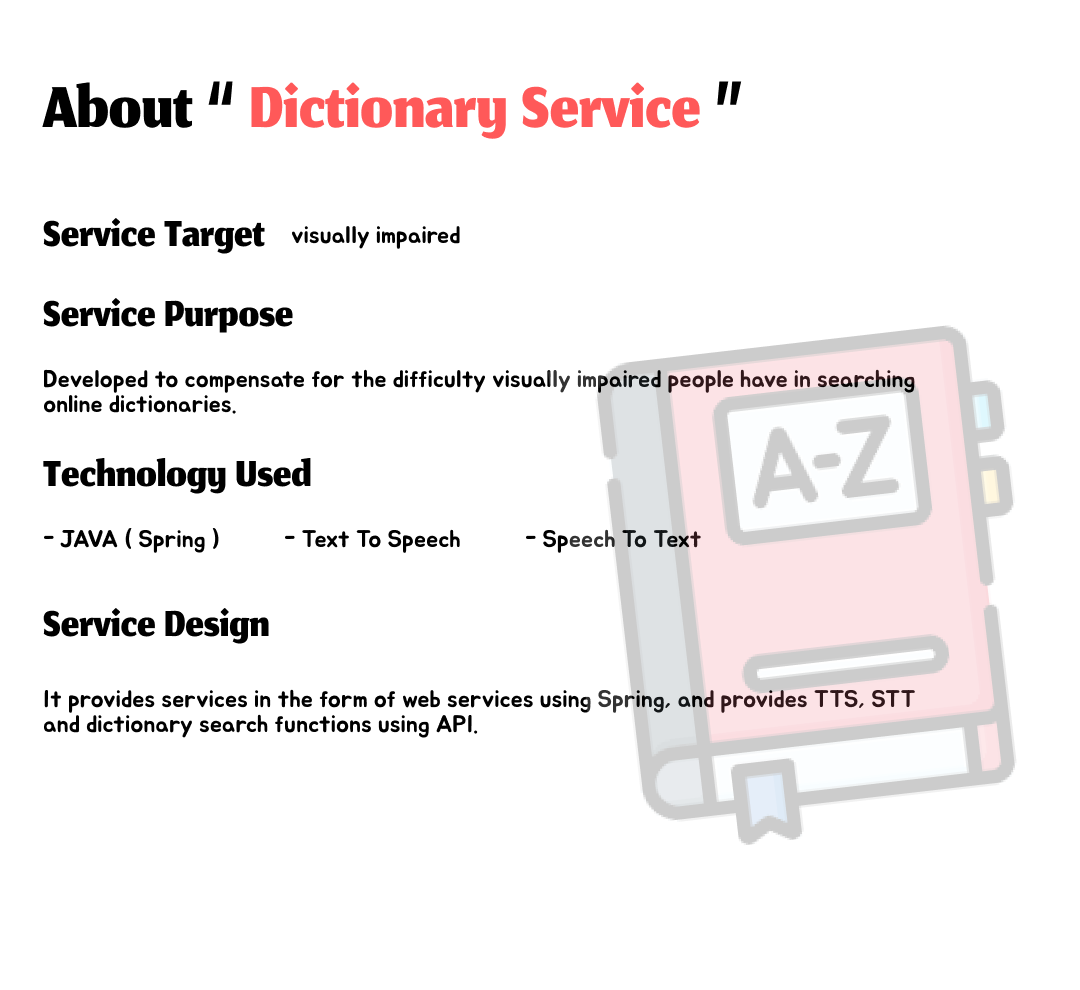 About “ Dictionary Service ”
Service Target visually impaired
Service Purpose
Developed to compensate for the difficulty visually impaired people have in searching
online dictionaries.
A-Z
Technology Used
- JAVA ( Spring ) - Text To Speech - Speech To Text
Service Design
It provides services in the form of web services using Spring, and provides TTS, STT
and dictionary search functions using API.